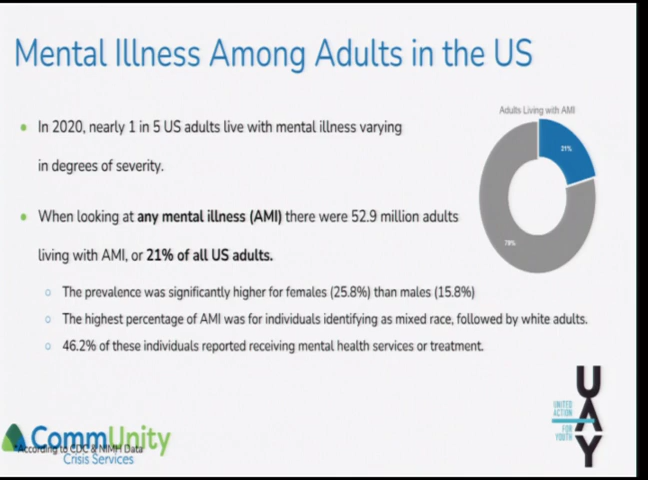 Mental Illness Among Adults in the US
In 2020, nearly 1 in 5 US adults live with mental illness varying
in degrees of severity.
When looking at any mental illness (AMI) there were 52.9 million adults
living with AMI, or 21% of all US adults.
The prevalence was significantly higher for females (25.8%) than males (15.8%)
The highest percentage of AMI was for individuals identifying as mixed race, followed by white adults.
46.2% of these individuals reported receiving mental health services or treatment.
Adults Living with AMI
21%
UAY
UNITED
ACTION
FOR
YOUTH
CommUnity
*According to CDC & NIMH Data
Crisis Services